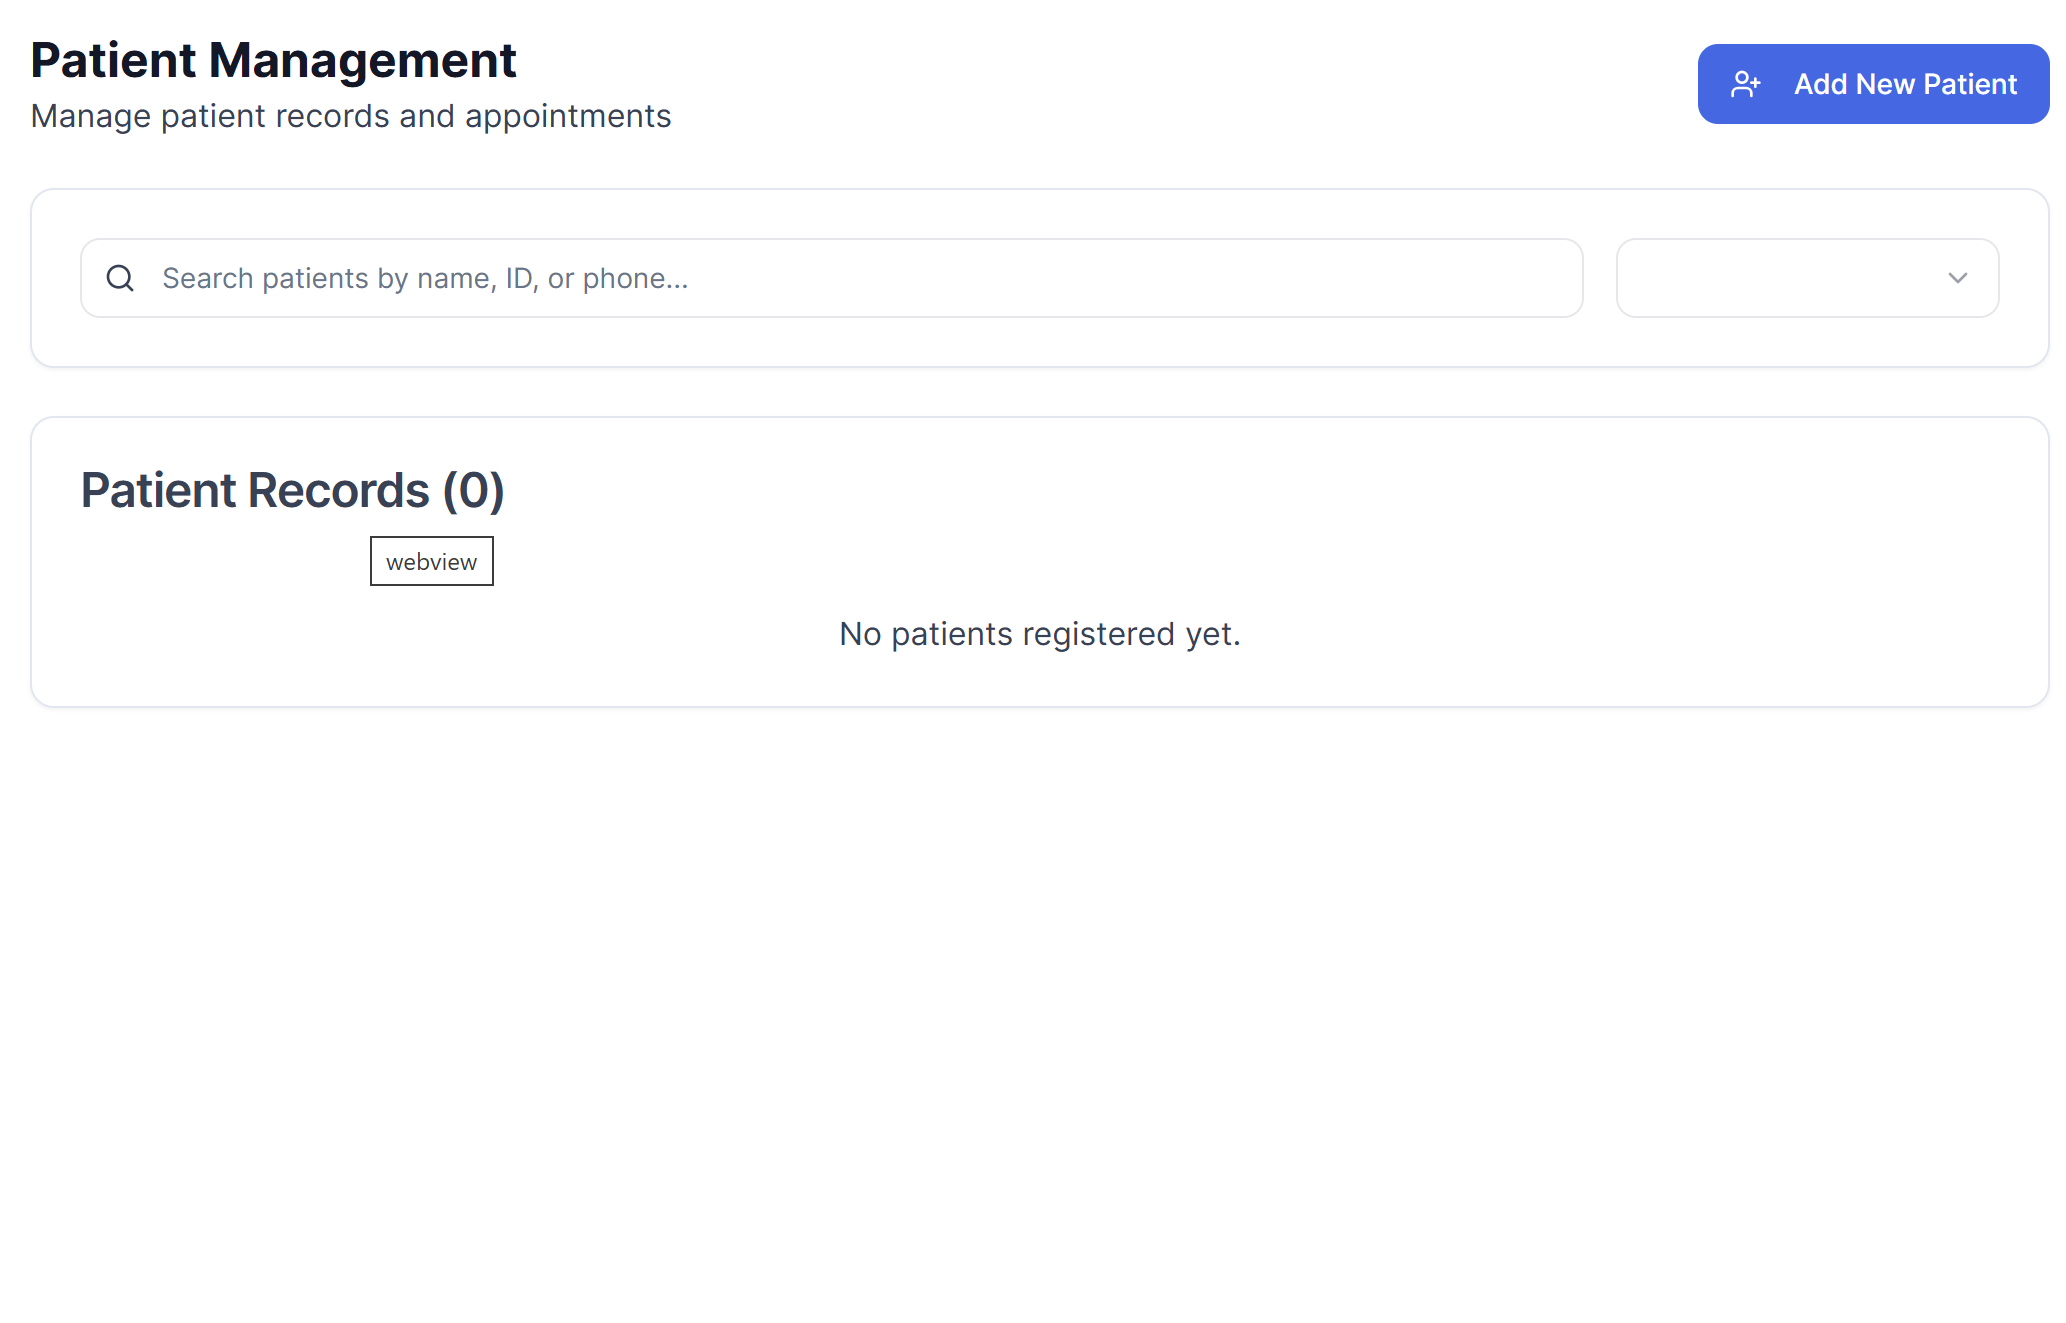 Patient Management
Manage patient records and appointments
Add New Patient
Search patients by name, ID, or phone...
Patient Records (0)
webview
No patients registered yet.